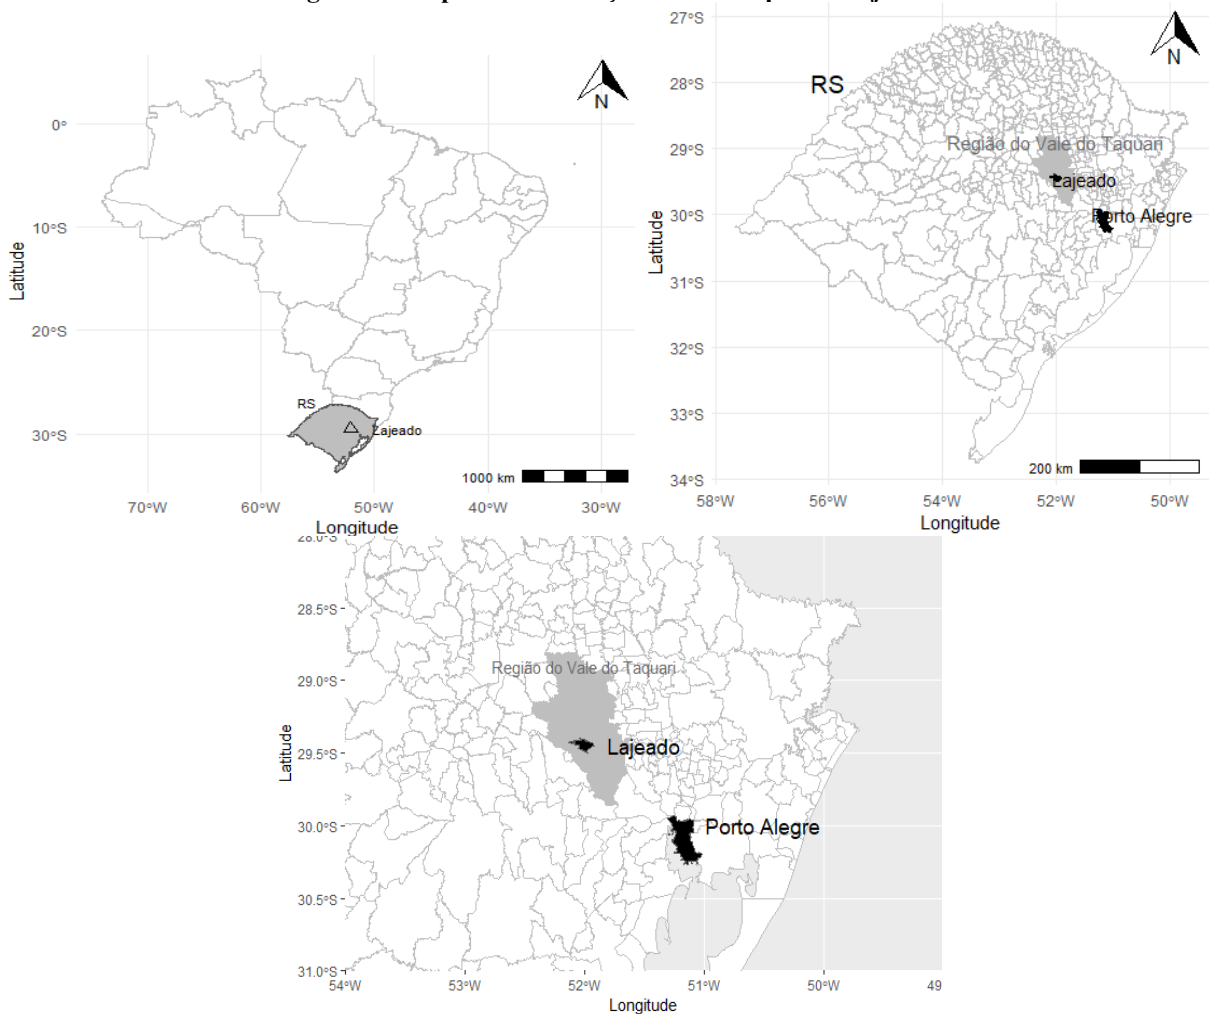 N
0°
10°S
20°S
30°S
Latitude
RS
Lajeado
1000 km
70°W 60°W 50°W 40°W 30°W
Longitude
27°S
28°S
29°S
30°S
31°S
32°S
33°S
34°S
Latitude
N
RS
Região do Vale do Taquari
Lajeado
Porto Alegre
200 km
58°W 56°W 54°W 52°W 50°W
Longitude
28.0°S
28.5°S
29.0°S
29.5°S
30.0°S
30.5°S
31.0°S
Latitude
Região do Vale do Taquari
Lajeado
Porto Alegre
54°W 53°W 52°W 51°W 50°W 49
Longitude